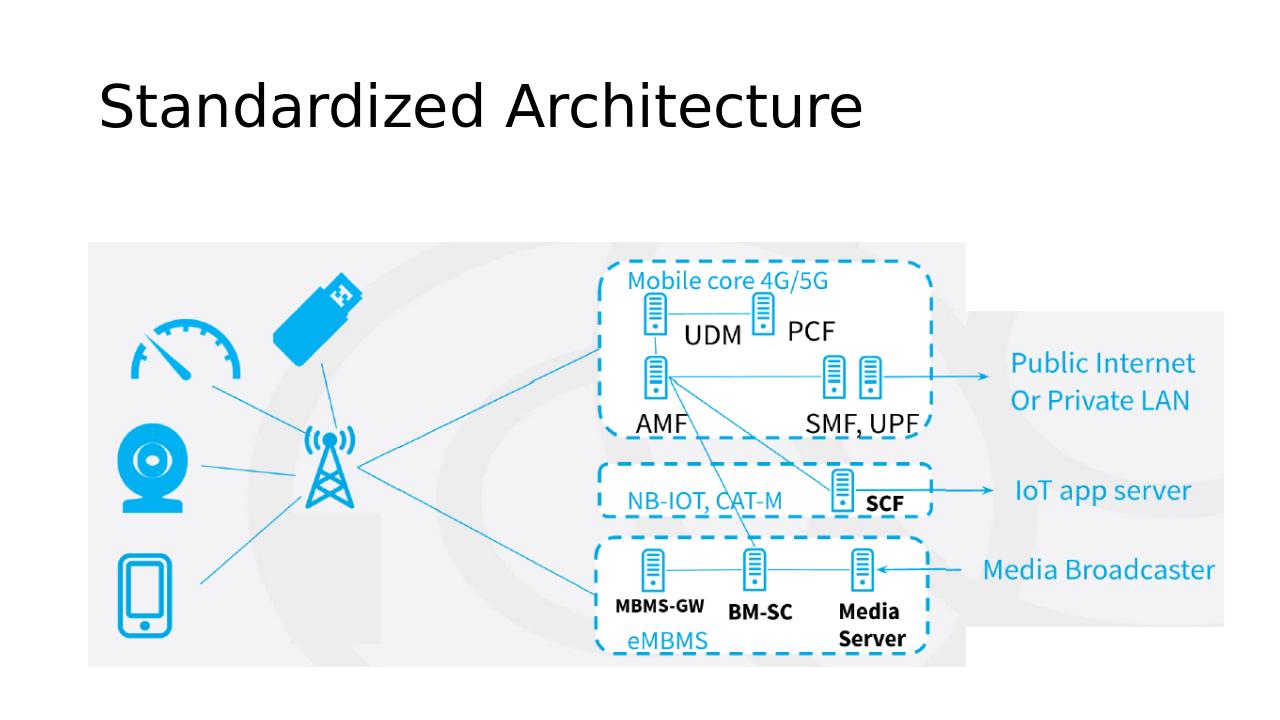 Standardized Architecture
Mobile core 4G/5G
UDM
PCF
AMF
SMF, UPF
Public Internet
Or Private LAN
NB-IOT, CAT-M
SCF
IoT app server
MBMS-GW
BM-SC
Media
Server
eMBMS
Media Broadcaster